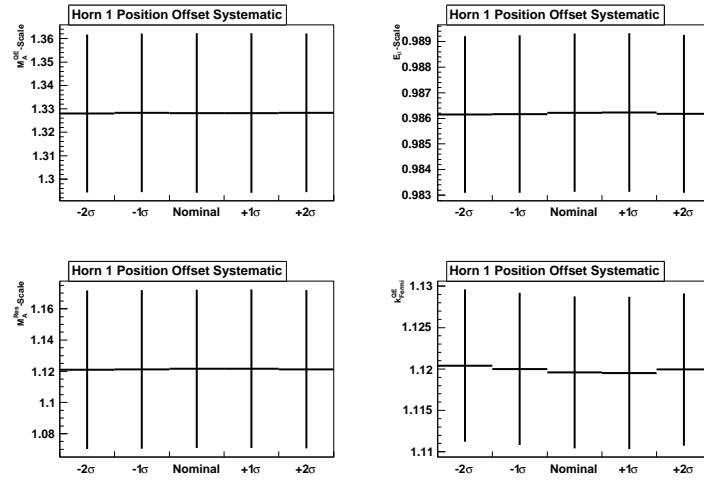 Horn 1 Position Offset Systematic
M_A^QE-Scale
1.36
1.35
1.34
1.33
1.32
1.31
1.3
-2σ -1σ Nominal +1σ +2σ
Horn 1 Position Offset Systematic
E_μ-Scale
0.989
0.988
0.987
0.986
0.985
0.984
0.983
-2σ -1σ Nominal +1σ +2σ
Horn 1 Position Offset Systematic
M_A^Res-Scale
1.16
1.14
1.12
1.1
1.08
-2σ -1σ Nominal +1σ +2σ
Horn 1 Position Offset Systematic
k_Fermi^QE
1.13
1.125
1.120
1.115
1.11
-2σ -1σ Nominal +1σ +2σ